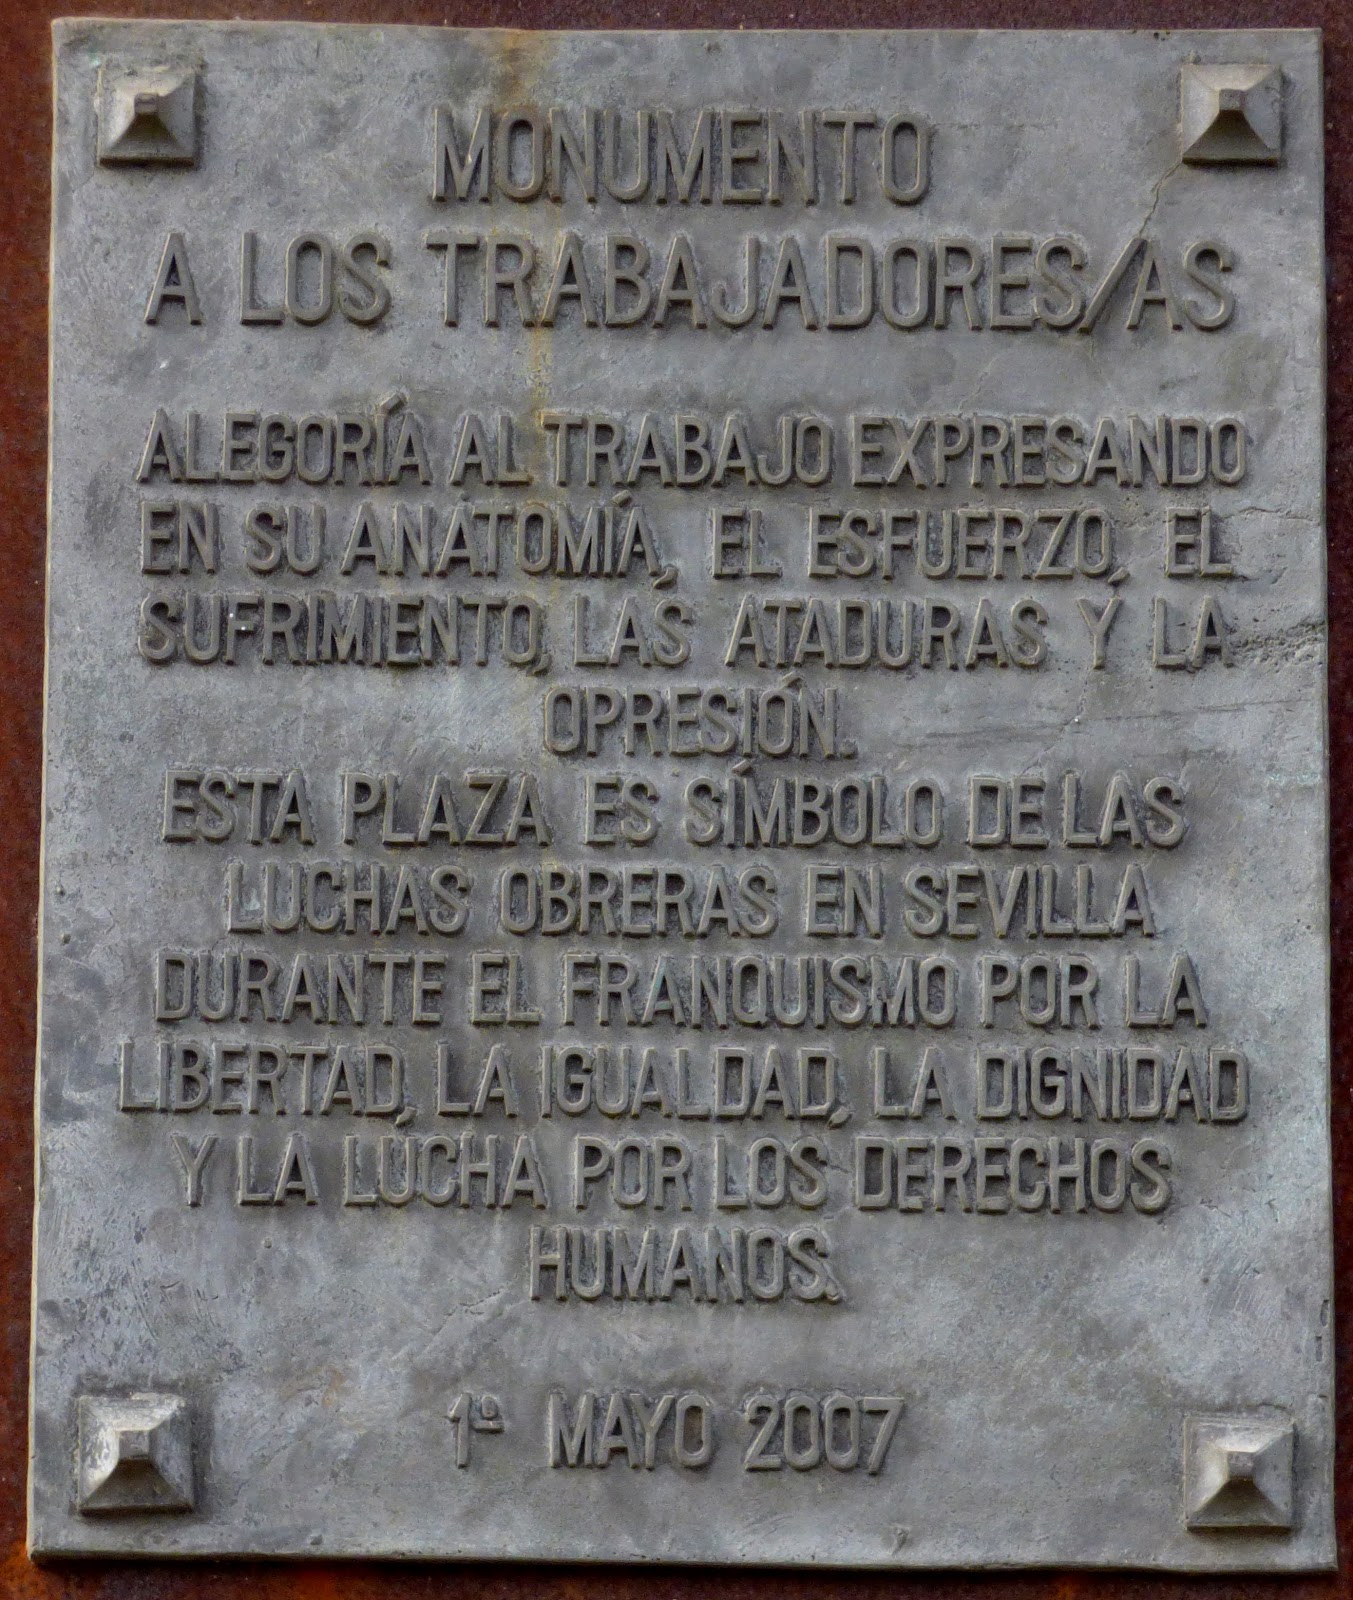 MONUMENTO
A LOS TRABAJADORES/AS
ALEGORÍA AL TRABAJO EXPRESANDO
EN SU ANATOMÍA, EL ESFUERZO, EL
SUFRIMIENTO, LAS ATADURAS Y LA
OPRESIÓN.
ESTA PLAZA ES SÍMBOLO DE LAS
LUCHAS OBRERAS EN SEVILLA
DURANTE EL FRANQUISMO POR LA
LIBERTAD, LA IGUALDAD, LA DIGNIDAD
Y LA LUCHA POR LOS DERECHOS
HUMANOS.
1º MAYO 2007